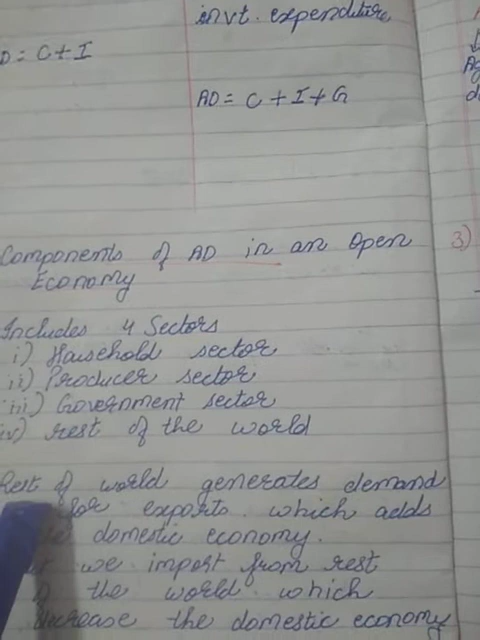 invt. expenditure
D = C + I
AD = C + I + G
Components of AD in an Open
Economy
3)
Includes 4 Sectors
i) Household sector
ii) Producer sector
iii) Government sector
iv) rest of the world
Rest of world generates demand
for exports which adds
domestic economy.
we import from rest
the world which
decrease the domestic economy